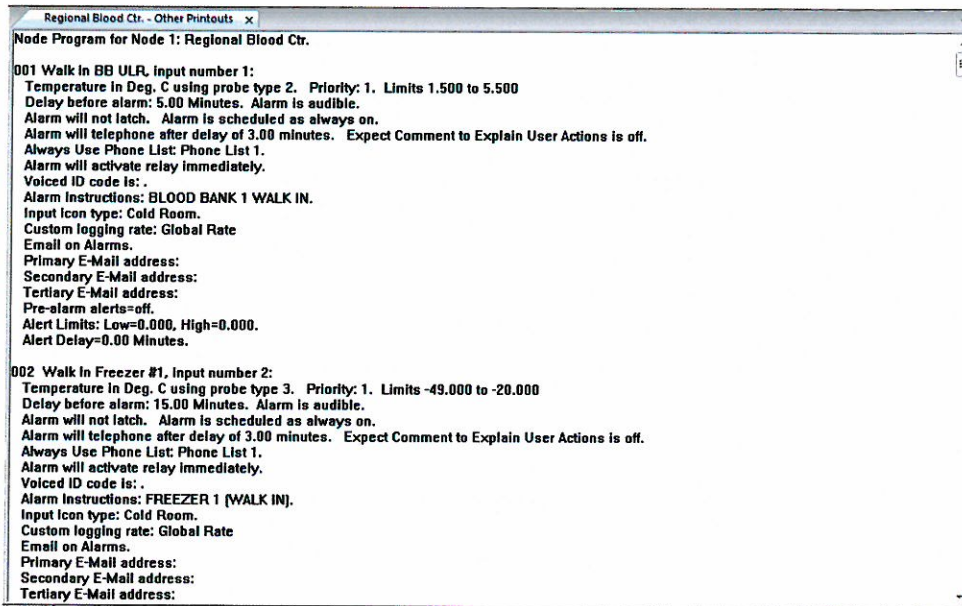 Regional Blood Ctr. - Other Printouts x
Node Program for Node 1: Regional Blood Ctr.
001 Walk In BB ULR, input number 1:
Temperature in Deg. C using probe type 2. Priority: 1. Limits 1.500 to 5.500
Delay before alarm: 5.00 Minutes. Alarm is audible.
Alarm will not latch. Alarm is scheduled as always on.
Alarm will telephone after delay of 3.00 minutes. Expect Comment to Explain User Actions is off.
Always Use Phone List: Phone List 1.
Alarm will activate relay immediately.
Voiced ID code is: .
Alarm Instructions: BLOOD BANK 1 WALK IN.
Input Icon type: Cold Room.
Custom logging rate: Global Rate
Email on Alarms.
Primary E-Mail address:
Secondary E-Mail address:
Tertiary E-Mail address:
Pre-alarm alerts=off.
Alert Limits: Low=0.000, High=0.000.
Alert Delay=0.00 Minutes.
002 Walk In Freezer #1, Input number 2:
Temperature in Deg. C using probe type 3. Priority: 1. Limits -49.000 to -20.000
Delay before alarm: 15.00 Minutes. Alarm is audible.
Alarm will not latch. Alarm is scheduled as always on.
Alarm will telephone after delay of 3.00 minutes. Expect Comment to Explain User Actions is off.
Always Use Phone List: Phone List 1.
Alarm will activate relay immediately.
Voiced ID code is: .
Alarm Instructions: FREEZER 1 (WALK IN).
Input Icon type: Cold Room.
Custom logging rate: Global Rate
Email on Alarms.
Primary E-Mail address:
Secondary E-Mail address:
Tertiary E-Mail address: